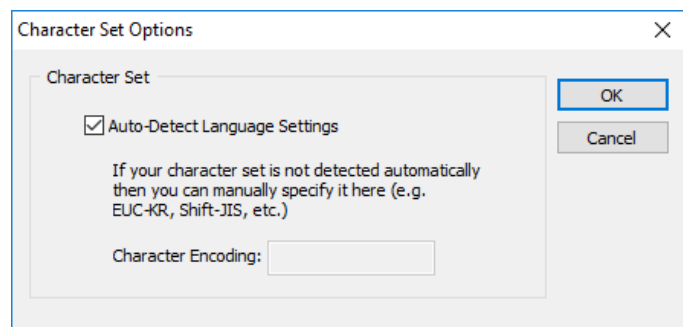 Character Set Options
Character Set
Auto-Detect Language Settings
If your character set is not detected automatically
then you can manually specify it here (e.g.
EUC-KR, Shift-JIS, etc.)
Character Encoding:
OK
Cancel